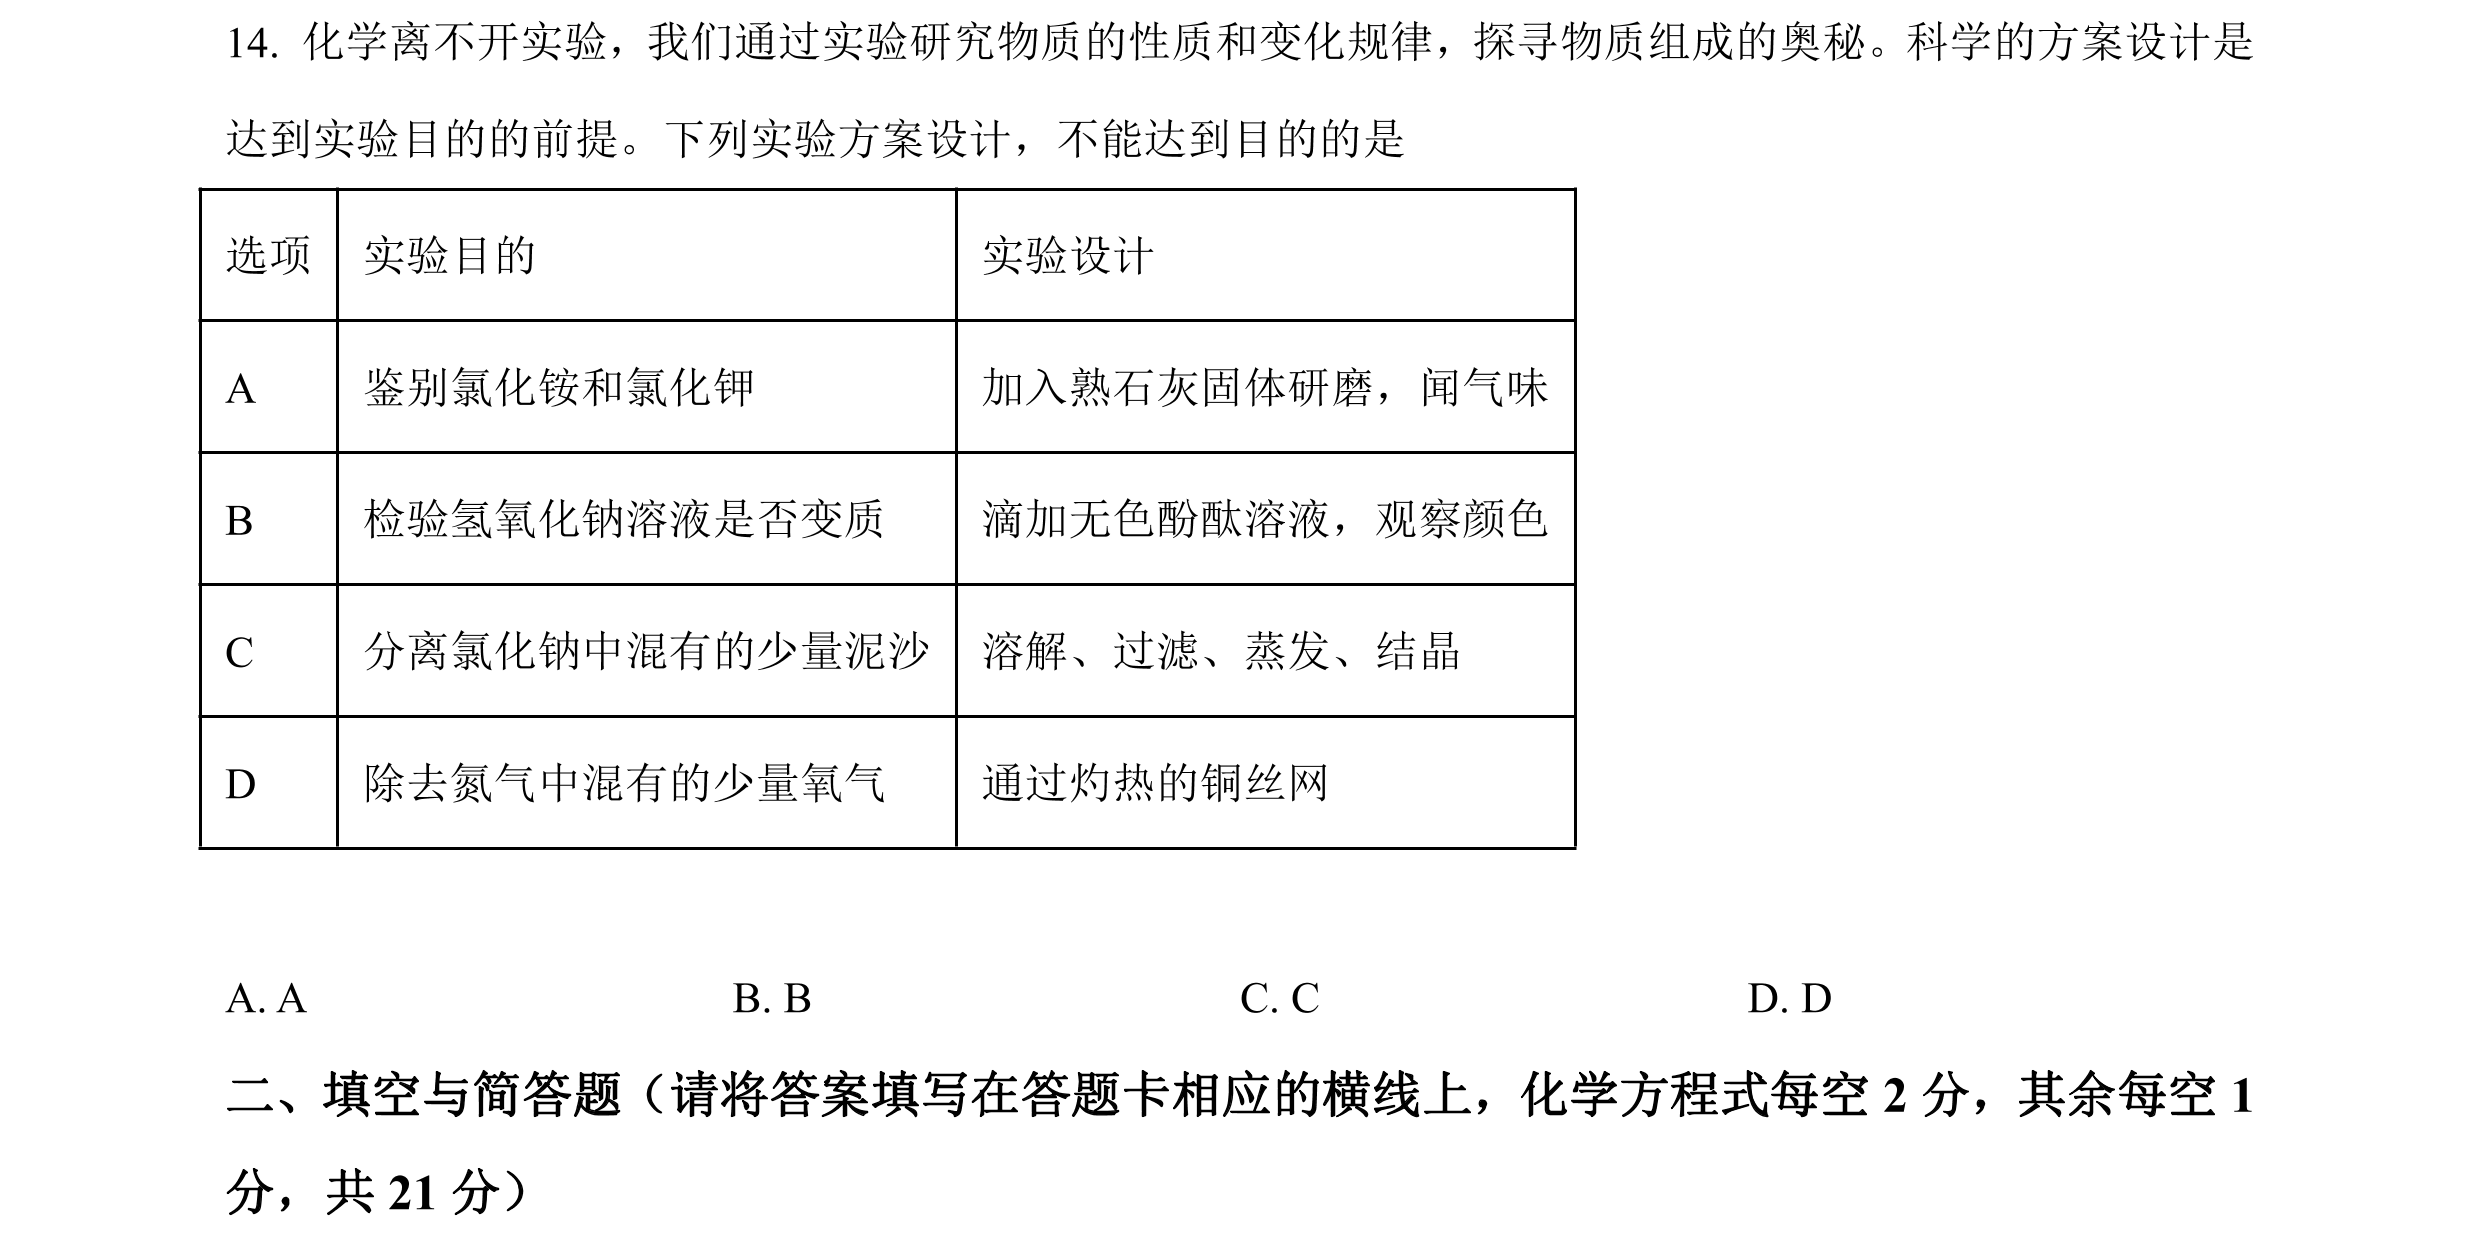 14. 化学离不开实验，我们通过实验研究物质的性质和变化规律，探寻物质组成的奥秘。科学的方案设计是
达到实验目的的前提。下列实验方案设计，不能达到目的的是
选项 实验目的 实验设计
A 鉴别氯化铵和氯化钾 加入熟石灰固体研磨，闻气味
B 检验氢氧化钠溶液是否变质 滴加无色酚酞溶液，观察颜色
C 分离氯化钠中混有的少量泥沙 溶解、过滤、蒸发、结晶
D 除去氮气中混有的少量氧气 通过灼热的铜丝网
A. A B. B C. C D. D
二、填空与简答题（请将答案填写在答题卡相应的横线上，化学方程式每空 2 分，其余每空 1
分，共 21 分）